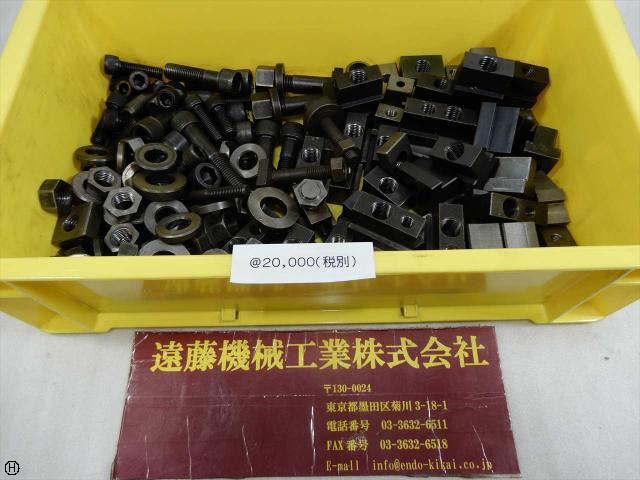 @20,000(税別)
遠藤機械工業株式会社
〒130-0024
東京都墨田区菊川 3-18-1
電話番号 03-3632-6511
FAX番号 03-3632-6518
E-mail info@endo-kikai.co.jp
H